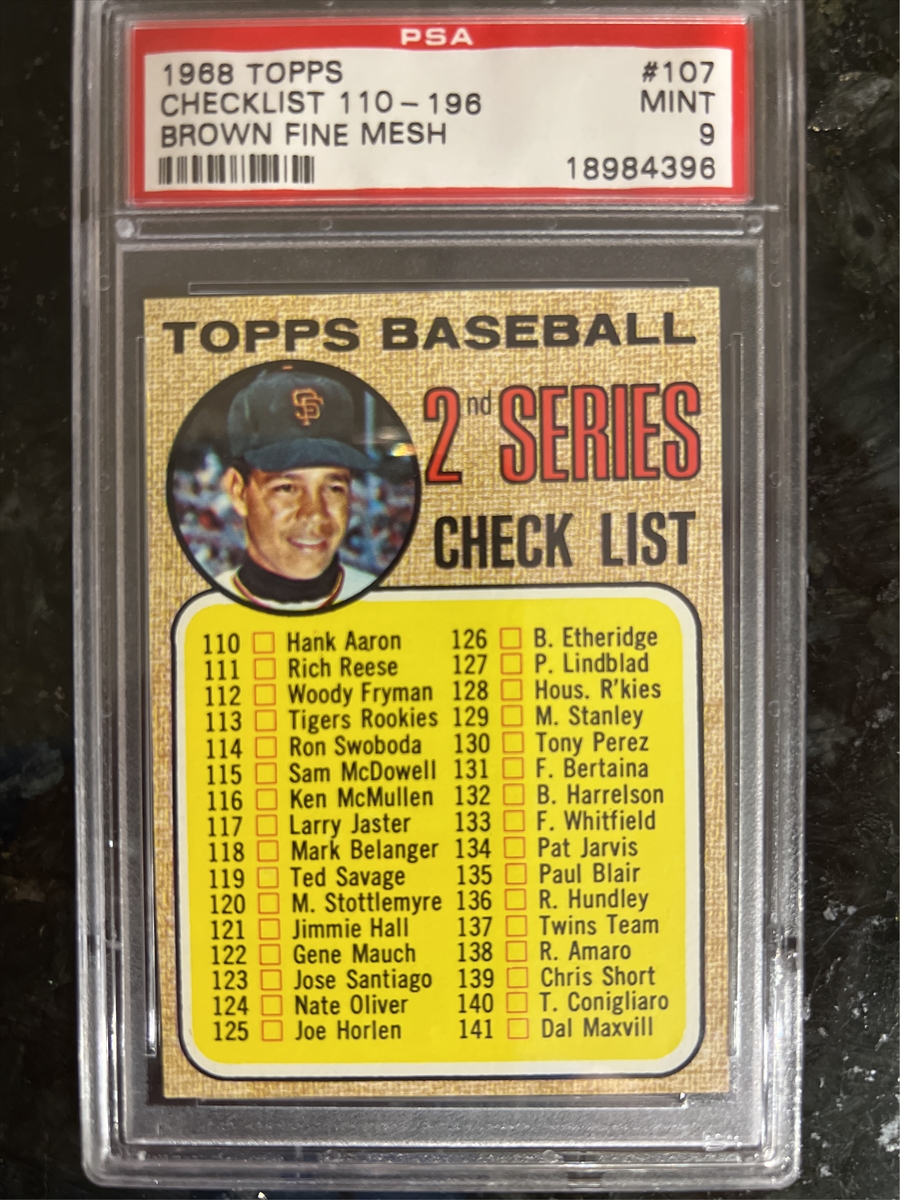 PSA
1968 TOPPS #107
CHECKLIST 110-196 MINT
BROWN FINE MESH 9
18984396
TOPPS BASEBALL
SF
2nd SERIES
CHECK LIST
110 Hank Aaron
111 Rich Reese
112 Woody Fryman
113 Tigers Rookies
114 Ron Swoboda
115 Sam McDowell
116 Ken McMullen
117 Larry Jaster
118 Mark Belanger
119 Ted Savage
120 M. Stottlemyre
121 Jimmie Hall
122 Gene Mauch
123 Jose Santiago
124 Nate Oliver
125 Joe Horlen
126 B. Etheridge
127 P. Lindblad
128 Hous. R'kies
129 M. Stanley
130 Tony Perez
131 F. Bertaina
132 B. Harrelson
133 F. Whitfield
134 Pat Jarvis
135 Paul Blair
136 R. Hundley
137 Twins Team
138 R. Amaro
139 Chris Short
140 T. Conigliaro
141 Dal Maxvill